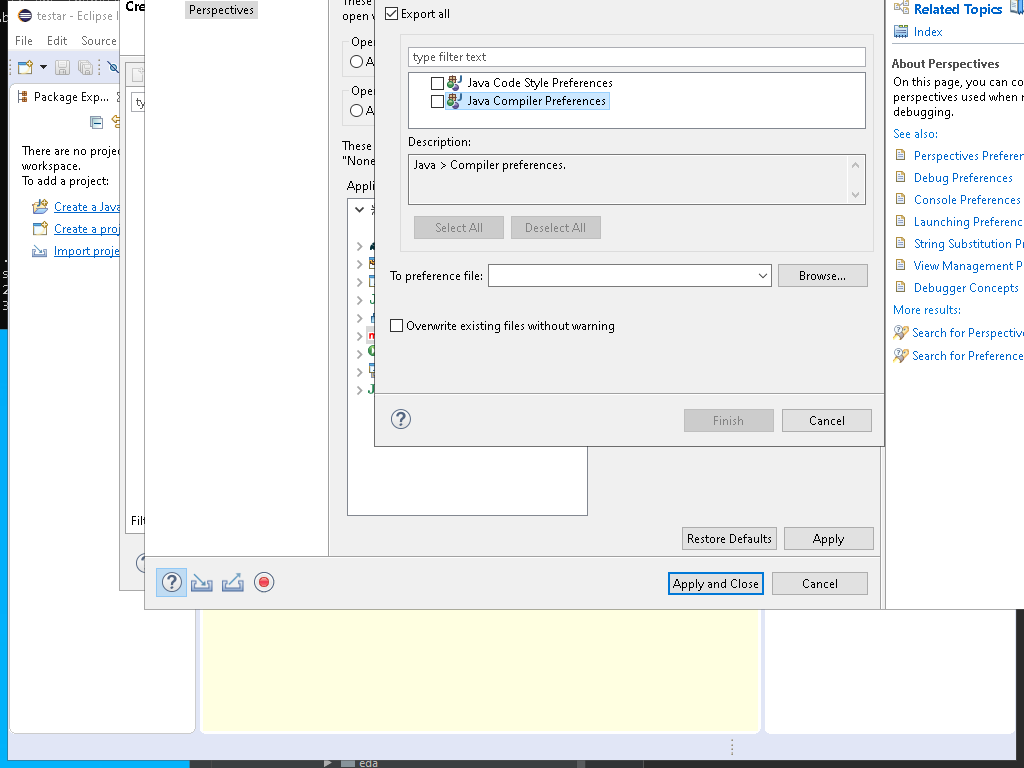 testar - Eclipse I
File Edit Source
Package Exp...
There are no proje
workspace.
To add a project:
Create a Java
Create a proj
Import proje
Cre
ty
Filt
Perspectives
These
open v
Ope
A
Ope
A
These
"None
Appli
Export all
type filter text
Java Code Style Preferences
Java Compiler Preferences
Description:
Java > Compiler preferences.
Select All Deselect All
To preference file: Browse...
Overwrite existing files without warning
Finish Cancel
Restore Defaults Apply
Apply and Close Cancel
Related Topics
Index
About Perspectives
On this page, you can co
perspectives used when r
debugging.
See also:
Perspectives Preferen
Debug Preferences
Console Preferences
Launching Preferenc
String Substitution Pr
View Management P
Debugger Concepts
More results:
Search for Perspective
Search for Preference
eda